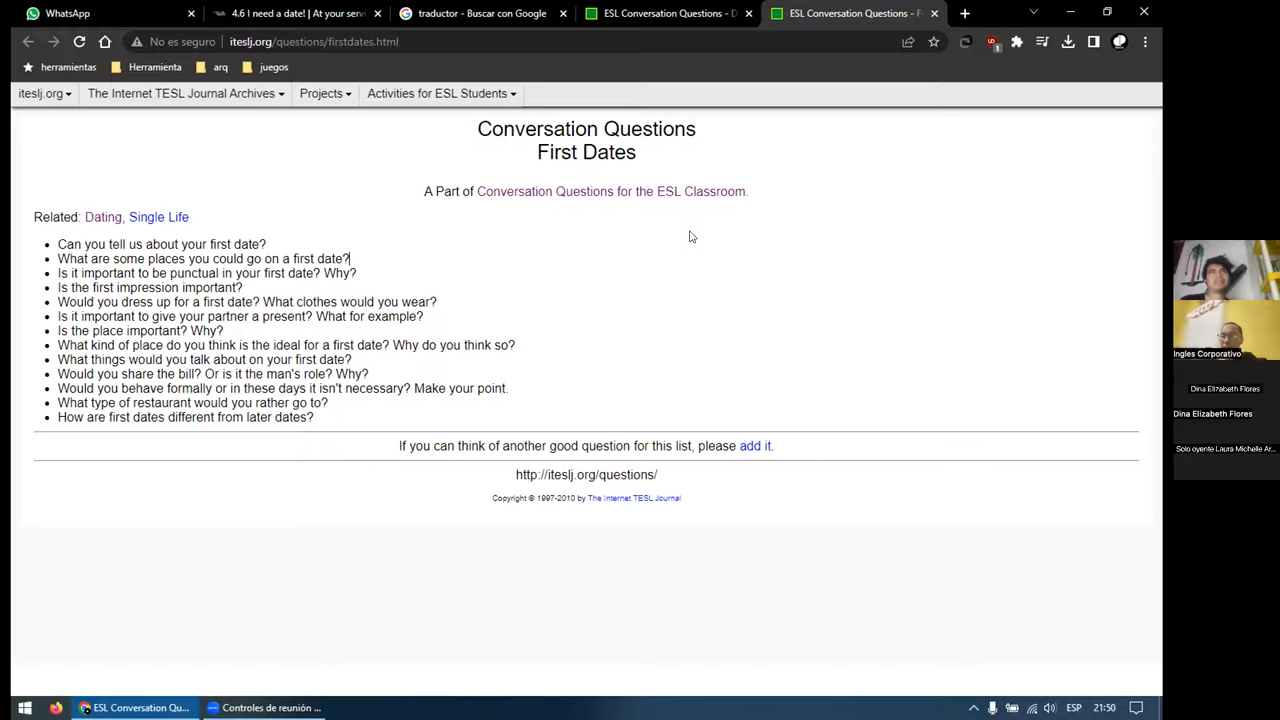 WhatsApp
4.6 I need a date! | At your servi
traductor - Buscar con Google
ESL Conversation Questions - D
ESL Conversation Questions - Fi
No es seguro
iteslj.org/questions/firstdates.html
herramientas
Herramienta
arq
juegos
iteslj.org
The Internet TESL Journal Archives
Projects
Activities for ESL Students
Conversation Questions
First Dates
A Part of Conversation Questions for the ESL Classroom.
Related: Dating, Single Life
Can you tell us about your first date?
What are some places you could go on a first date?
Is it important to be punctual in your first date? Why?
Is the first impression important?
Would you dress up for a first date? What clothes would you wear?
Is it important to give your partner a present? What for example?
Is the place important? Why?
What kind of place do you think is the ideal for a first date? Why do you think so?
What things would you talk about on your first date?
Would you share the bill? Or is it the man's role? Why?
Would you behave formally or in these days it isn't necessary? Make your point.
What type of restaurant would you rather go to?
How are first dates different from later dates?
If you can think of another good question for this list, please add it.
http://iteslj.org/questions/
Copyright © 1997-2010 by The Internet TESL Journal
Ingles Corporativo
Dina Elizabeth Flores
Dina Elizabeth Flores
Solo oyente Laura Michelle Ar...
ESL Conversation Qu...
Controles de reunión ...
ESP
21:50